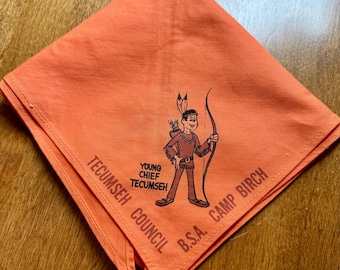 YOUNG
CHIEF
TECUMSEH
TECUMSEH COUNCIL B.S.A. CAMP BIRCH